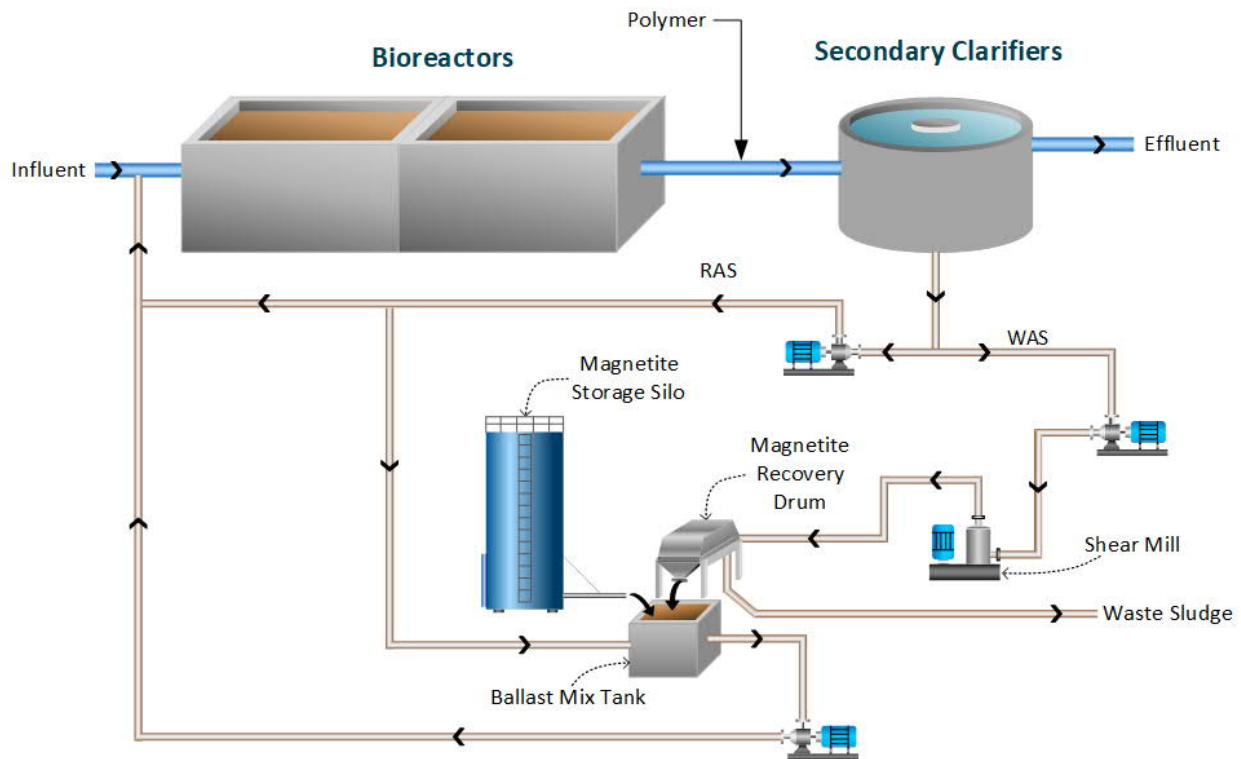 Polymer
Bioreactors
Secondary Clarifiers
Influent
Effluent
RAS
WAS
Magnetite
Storage Silo
Magnetite
Recovery
Drum
Shear Mill
Waste Sludge
Ballast Mix Tank